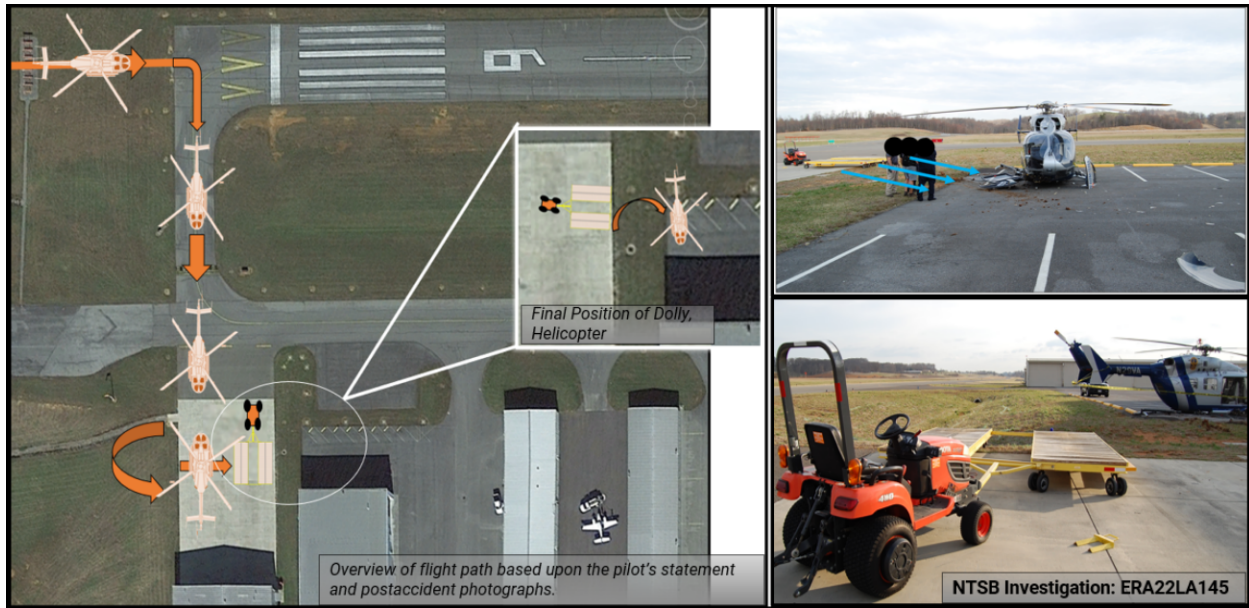 6
Final Position of Dolly,
Helicopter
Overview of flight path based upon the pilot's statement
and postaccident photographs.
NTSB Investigation: ERA22LA145